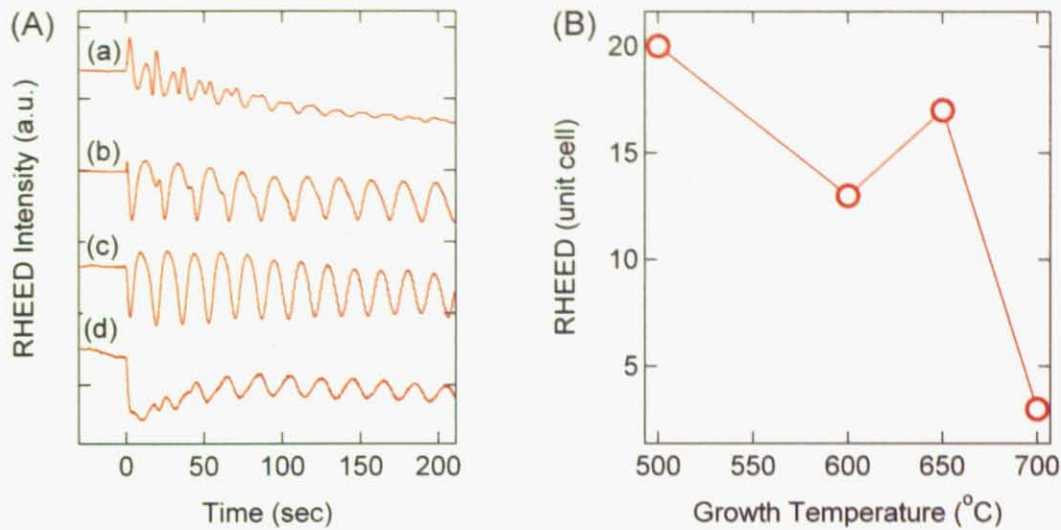 (A)
(a)
(b)
(c)
(d)
RHEED Intensity (a.u.)
0 50 100 150 200
Time (sec)
(B)
20
15
10
5
RHEED (unit cell)
500 550 600 650 700
Growth Temperature (°C)